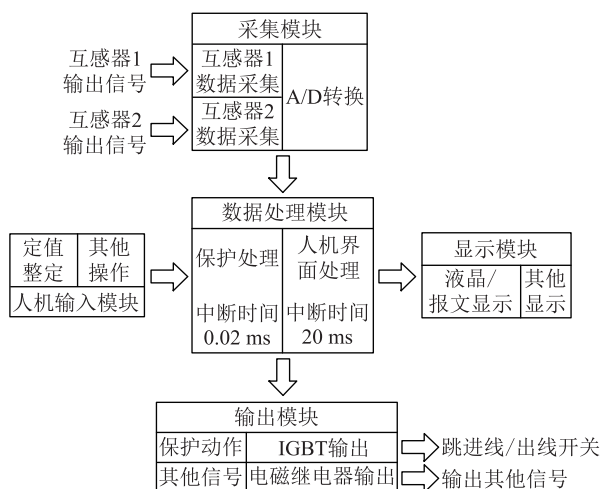 采集模块
互感器1
输出信号
互感器1
数据采集
A/D转换
互感器2
输出信号
互感器2
数据采集
数据处理模块
定值
整定
其他
操作
人机输入模块
保护处理
中断时间
0.02 ms
人机界
面处理
中断时间
20 ms
显示模块
液晶/
报文显示
其他
显示
输出模块
保护动作
IGBT输出
跳进线/出线开关
其他信号
电磁继电器输出
输出其他信号